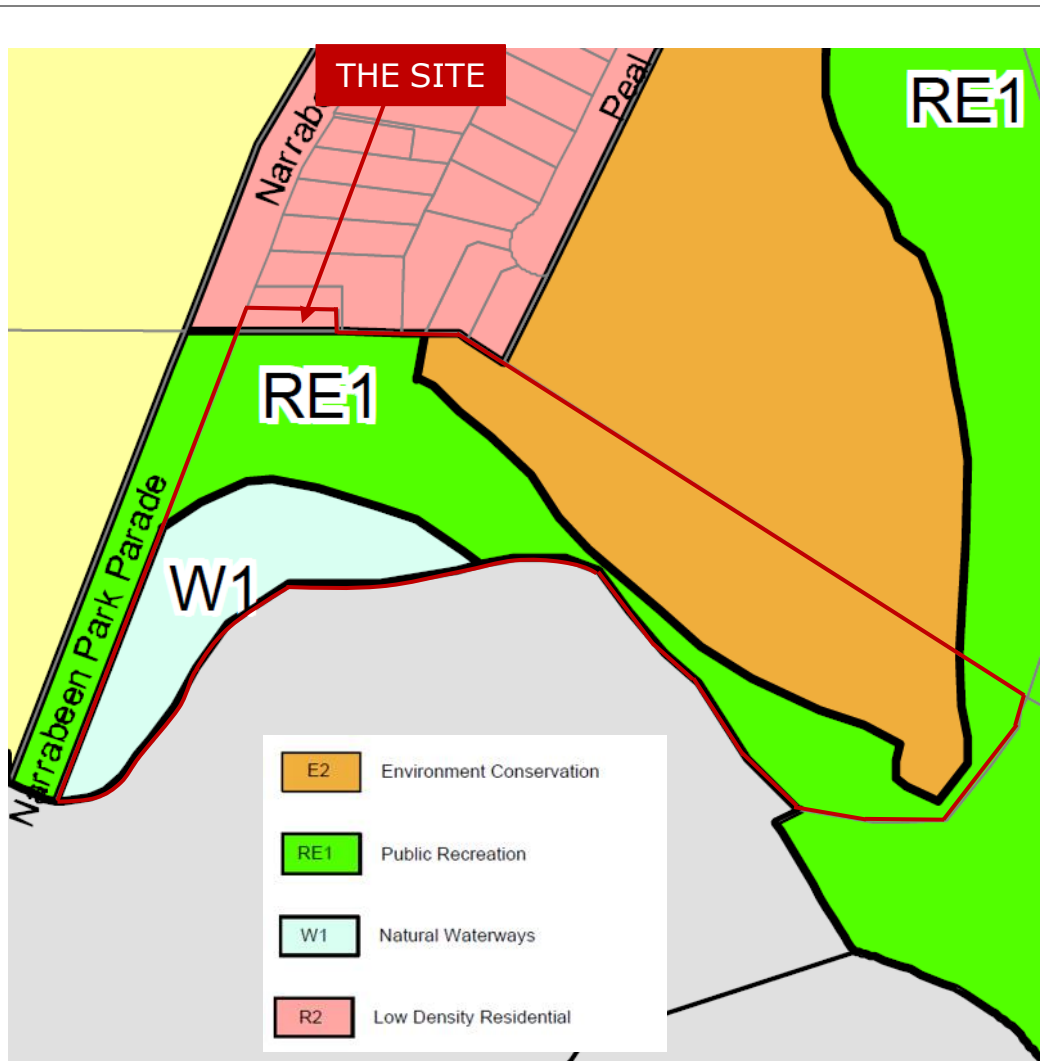 THE SITE
Narrabe
Peal
RE1
RE1
W1
Narrabeen Park Parade
E2 Environment Conservation
RE1 Public Recreation
W1 Natural Waterways
R2 Low Density Residential